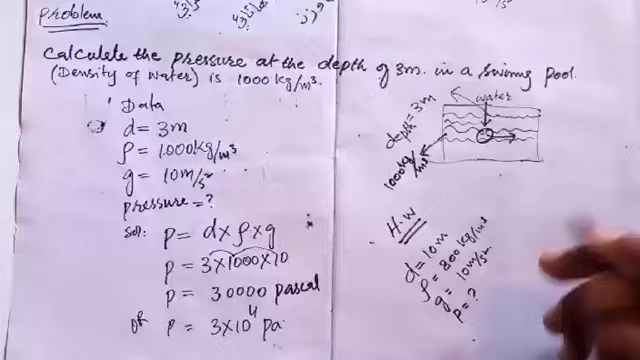 Problem
Calculate the pressure at the depth of 3m. in a swimng pool.
(Density of water) is 1000 kg/m³.
Data
d = 3m
ρ = 1000kg/m³
g = 10m/s²
pressure = ?
sol: P = d×ρ×g
P = 3×1000×10
P = 30000 pascal
or P = 3×10⁴ pa
water
depth = 3m
1000kg/m³
H.W
d = 10m
ρ = 800 kg/m³
g = 10m/s²
P = ?